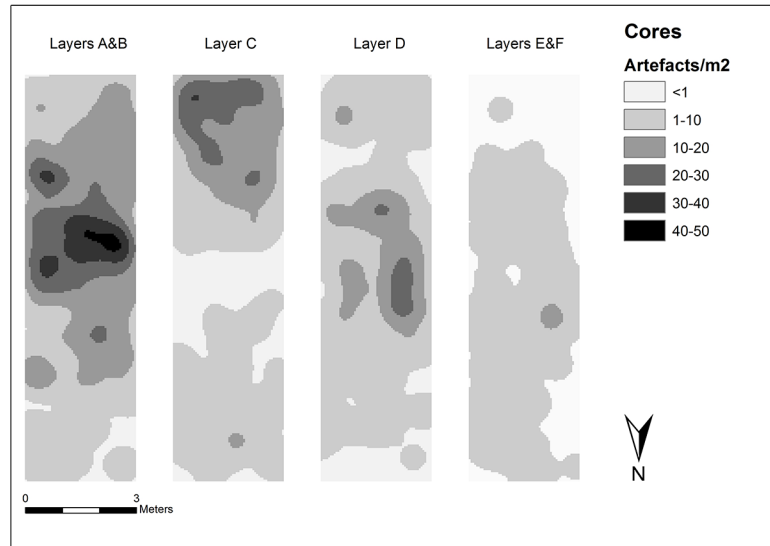 Layers A&B
Layer C
Layer D
Layers E&F
Cores
Artefacts/m2
<1
1-10
10-20
20-30
30-40
40-50
N
0 3
Meters